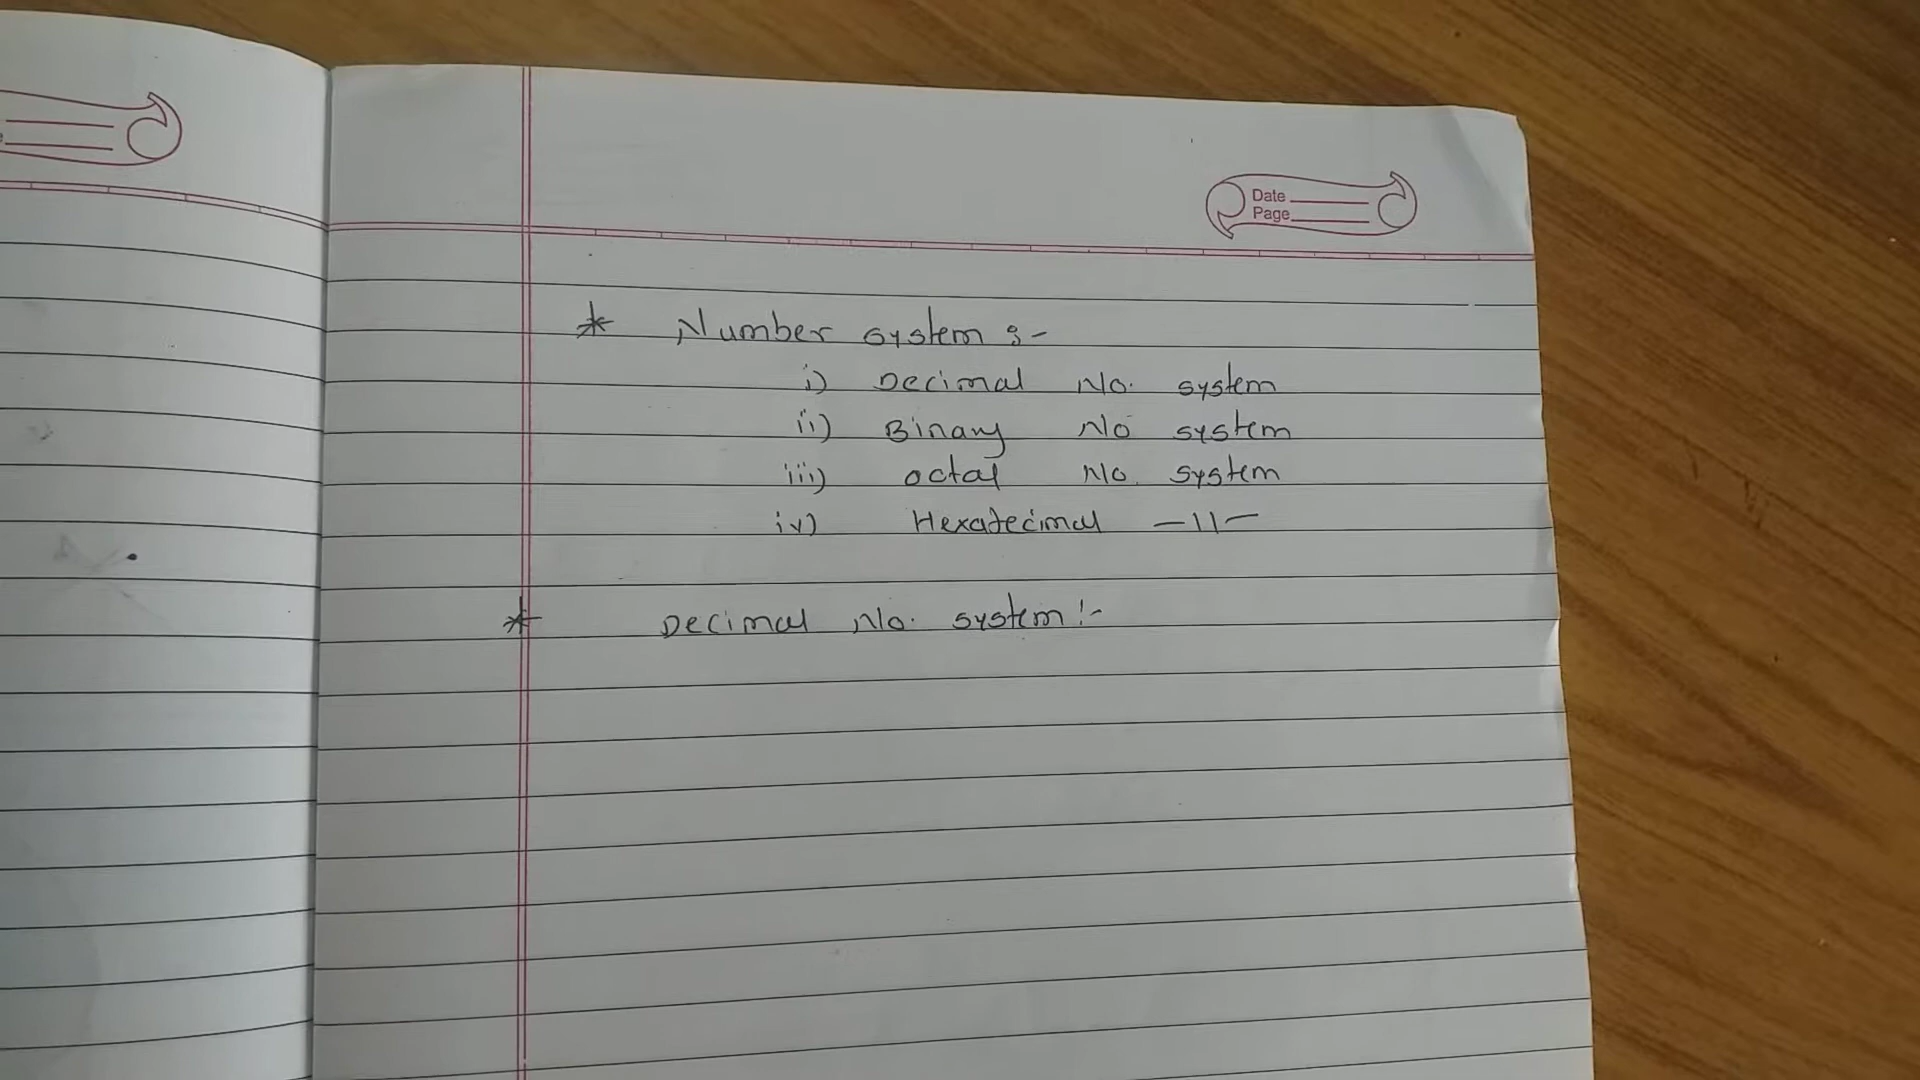 Date
Page
* Number system :-
i) Decimal No. system
ii) Binary No system
iii) octal No. system
iv) Hexadecimal —11—
* Decimal No. system :-